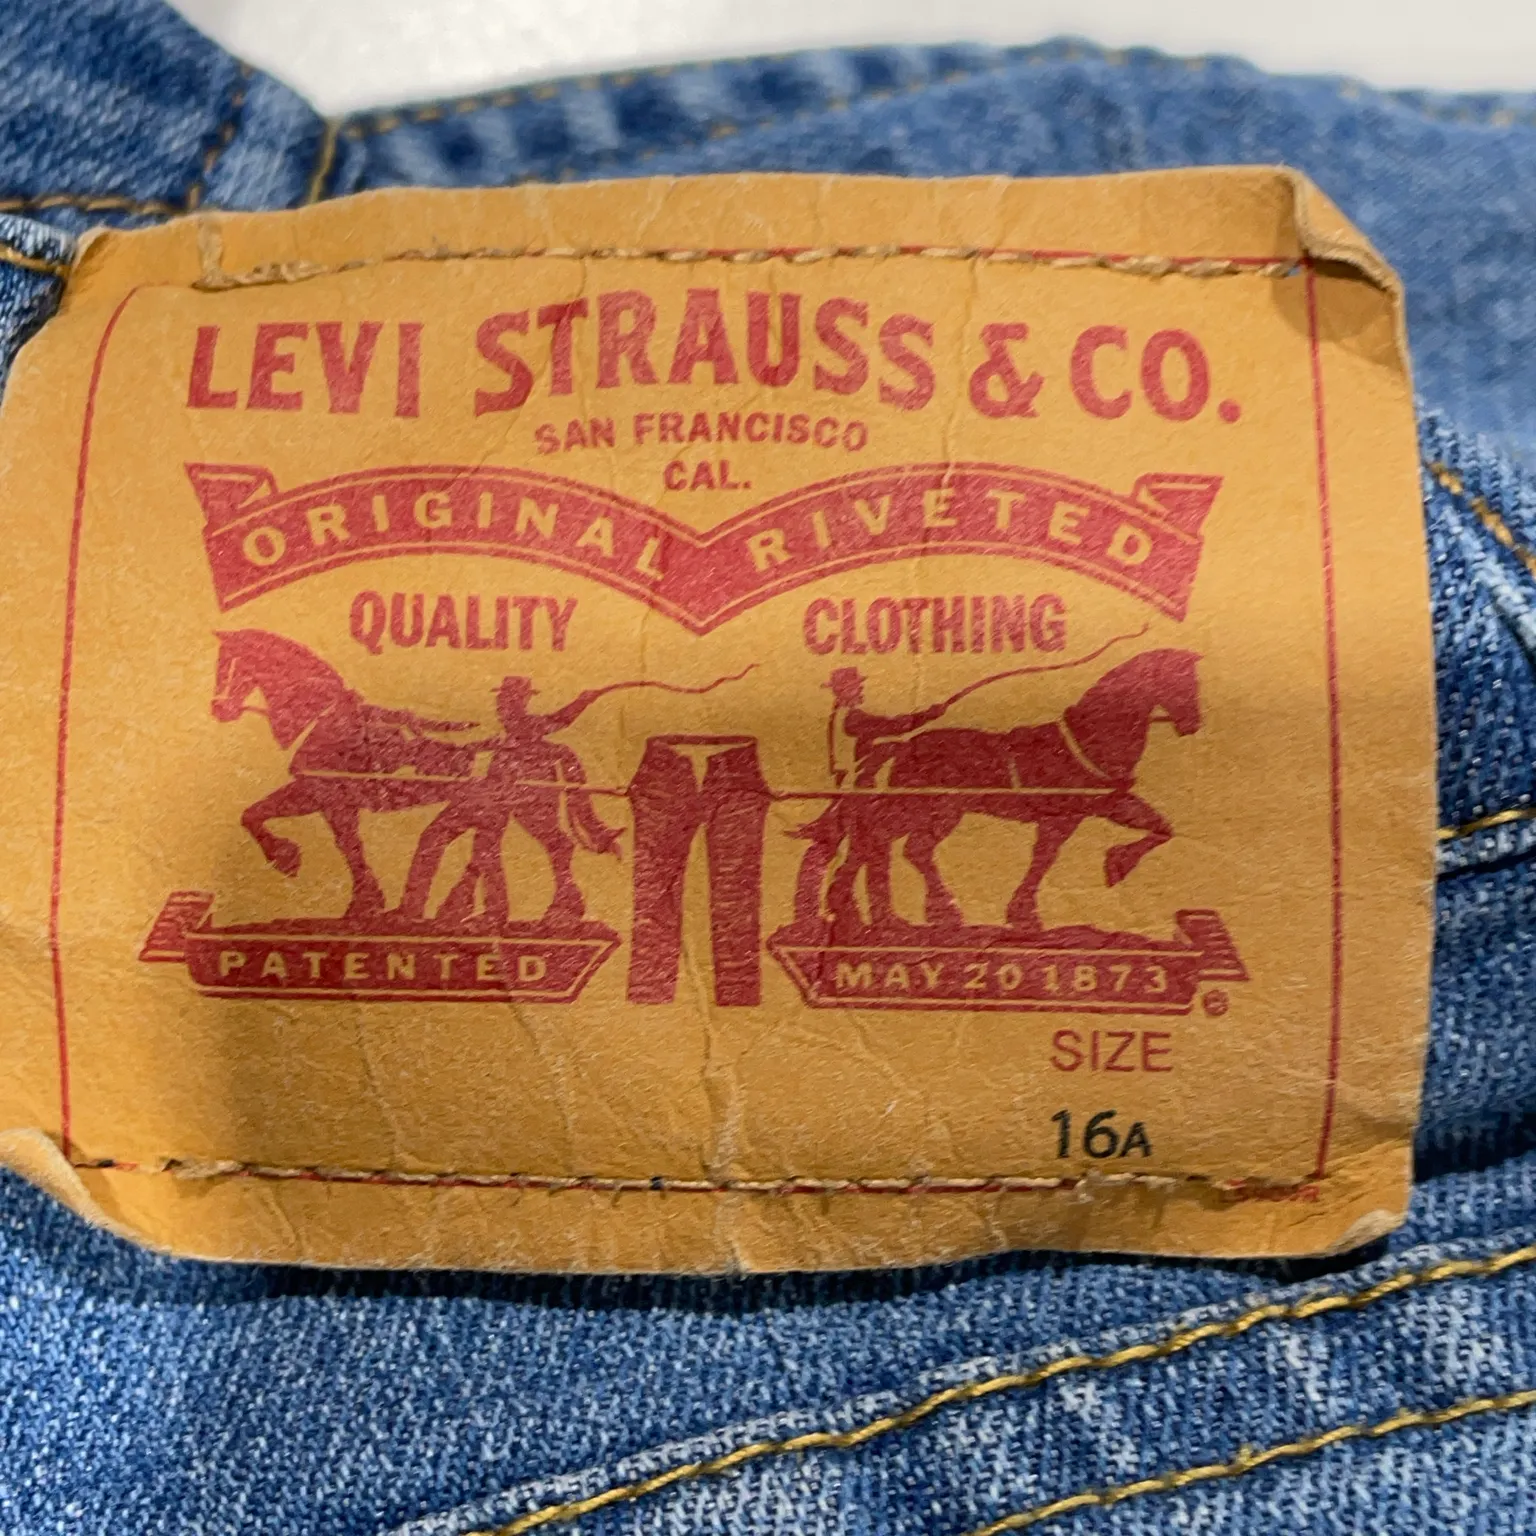 LEVI STRAUSS & CO.
SAN FRANCISCO
CAL.
ORIGINAL RIVETED
QUALITY CLOTHING
PATENTED MAY 20 1873
®
SIZE
16A